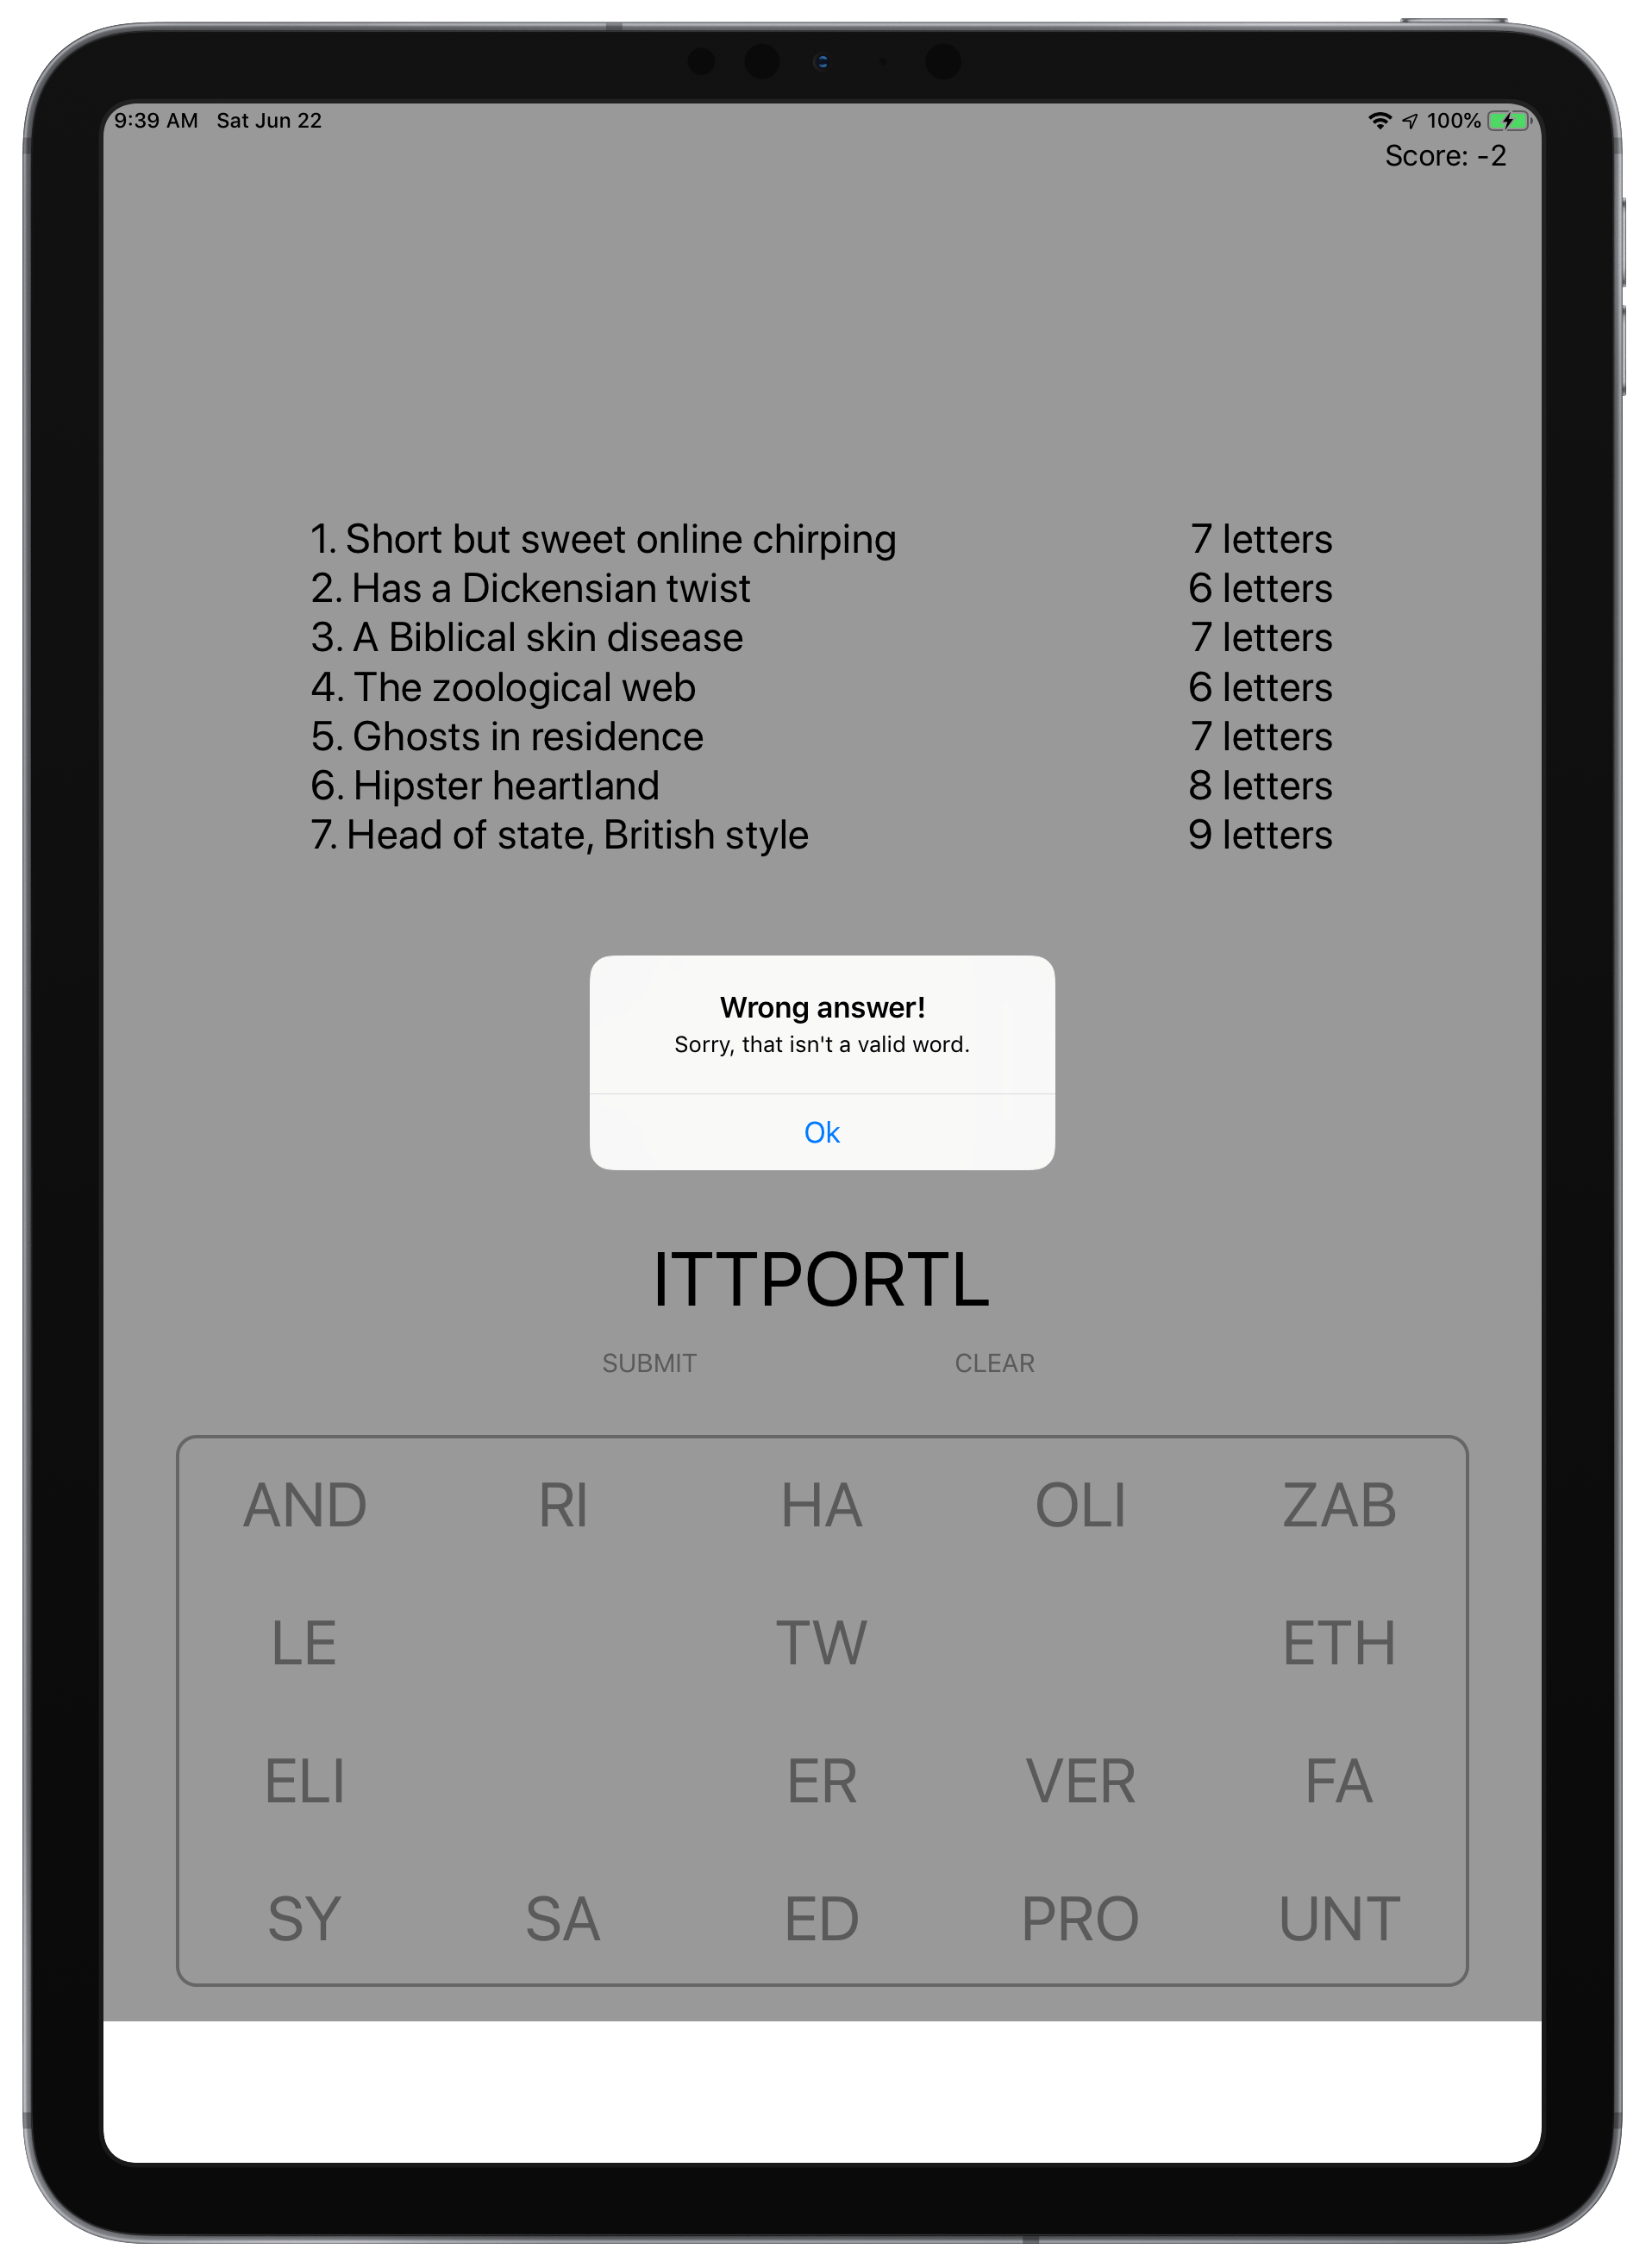 9:39 AM Sat Jun 22 100%
Score: -2
1. Short but sweet online chirping 7 letters
2. Has a Dickensian twist 6 letters
3. A Biblical skin disease 7 letters
4. The zoological web 6 letters
5. Ghosts in residence 7 letters
6. Hipster heartland 8 letters
7. Head of state, British style 9 letters
Wrong answer!
Sorry, that isn't a valid word.
Ok
ITTPORTL
SUBMIT CLEAR
AND RI HA OLI ZAB
LE TW ETH
ELI ER VER FA
SY SA ED PRO UNT